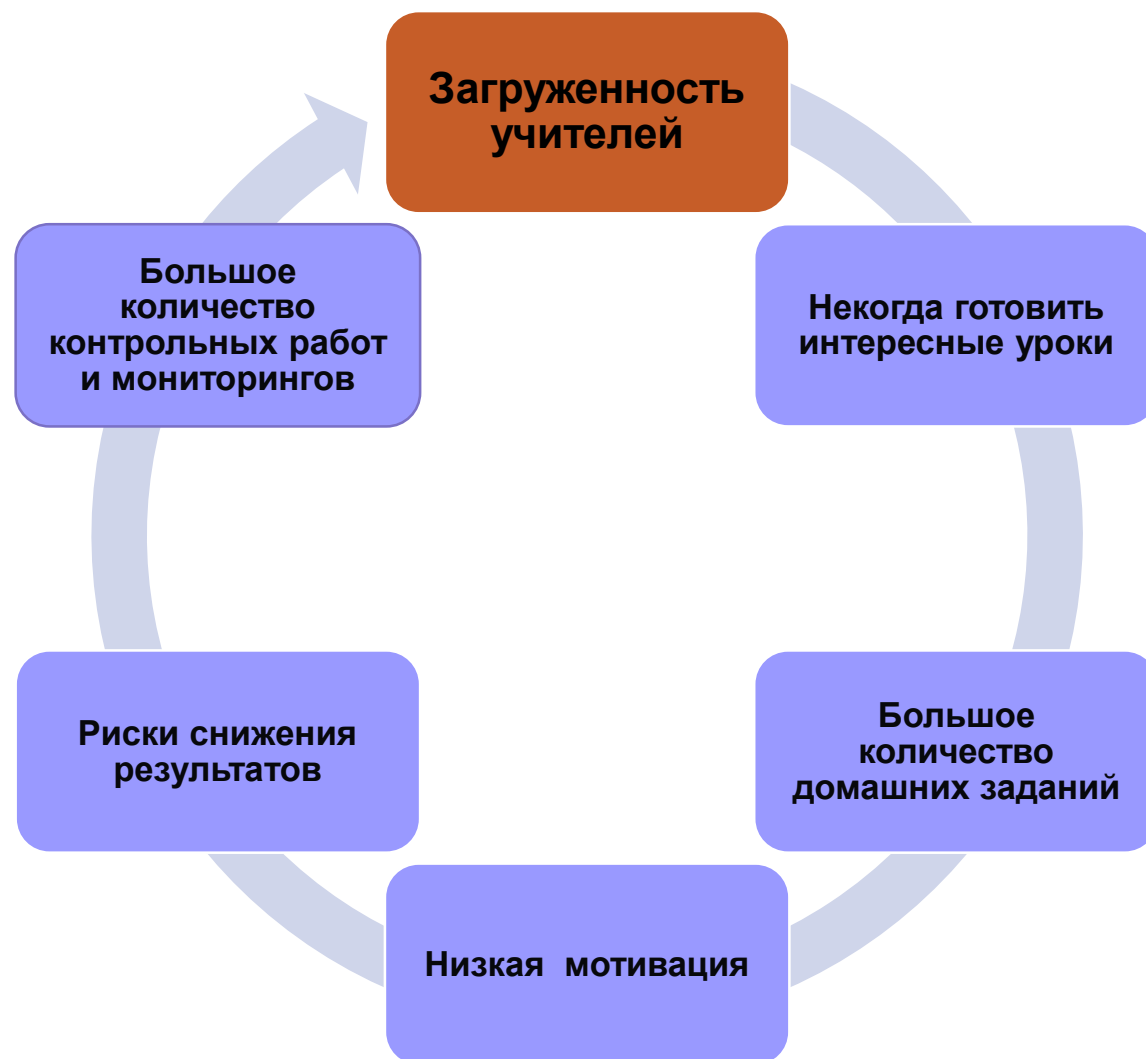 Загруженность
учителей
Некогда готовить
интересные уроки
Большое
количество
домашних заданий
Низкая мотивация
Риски снижения
результатов
Большое
количество
контрольных работ
и мониторингов